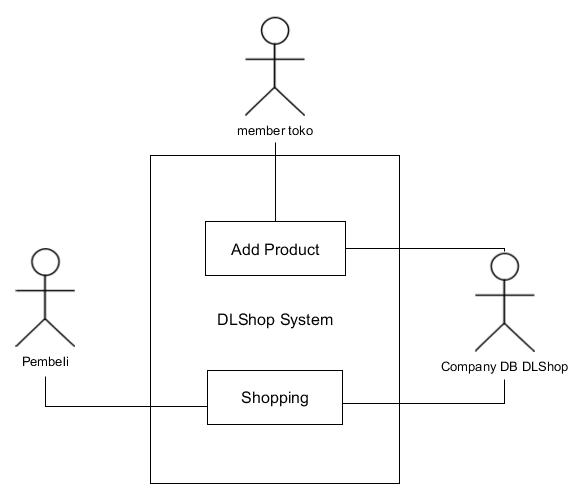 member toko
Add Product
DLShop System
Pembeli
Company DB DLShop
Shopping